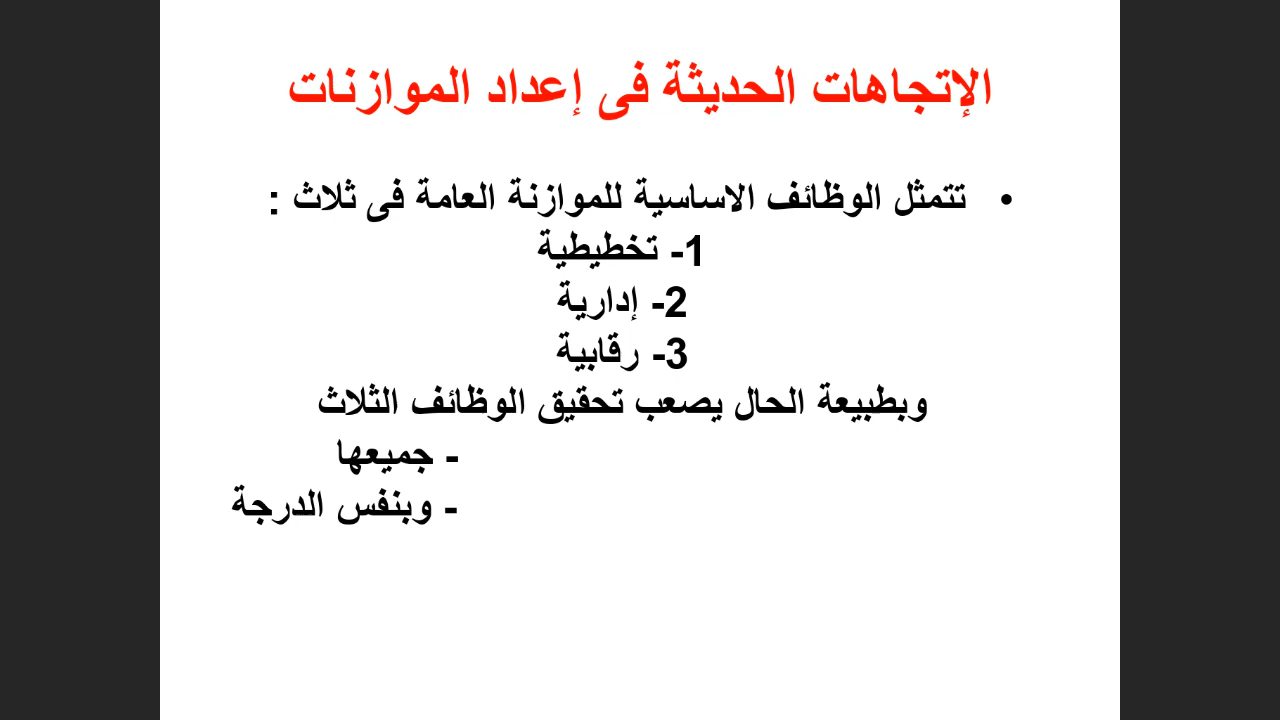 الإتجاهات الحديثة فى إعداد الموازنات
• تتمثل الوظائف الاساسية للموازنة العامة فى ثلاث :
1- تخطيطية
2- إدارية
3- رقابية
وبطبيعة الحال يصعب تحقيق الوظائف الثلاث
- جميعها
- وبنفس الدرجة